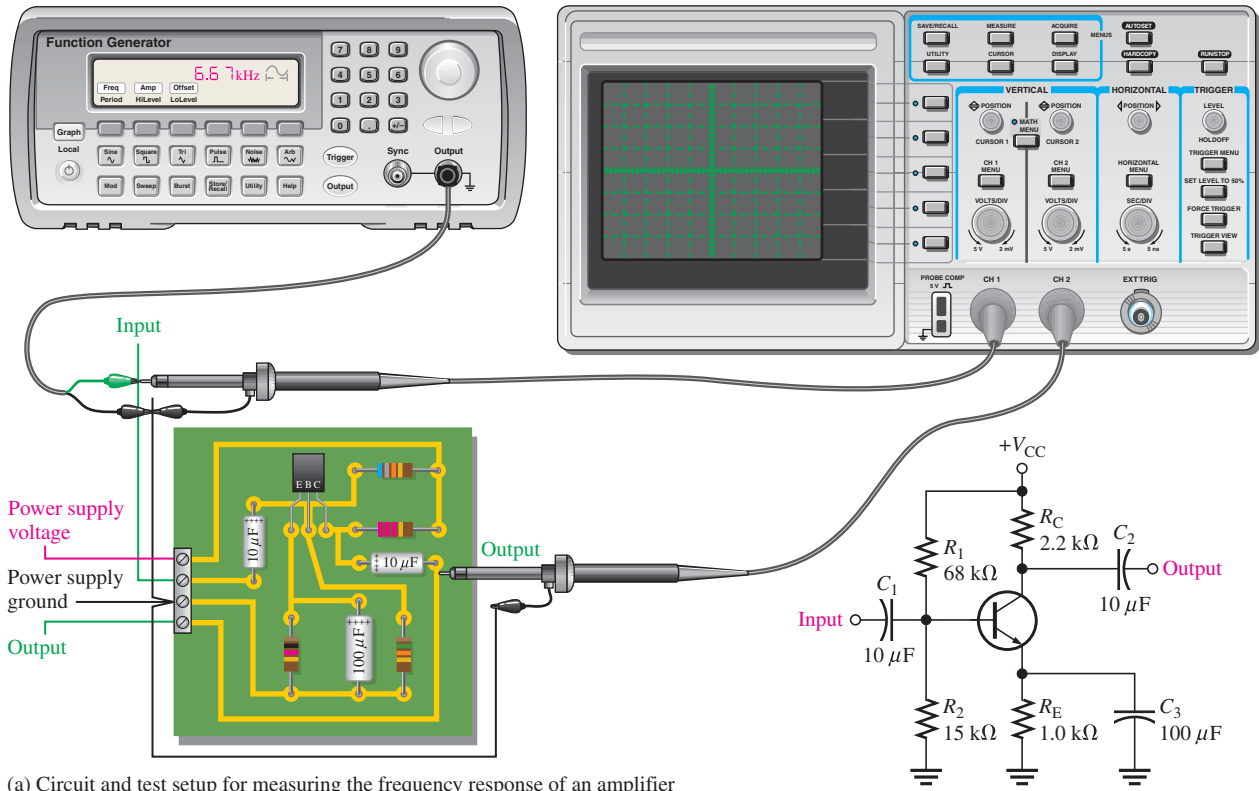 Function Generator
6.67kHz
Freq Amp Offset
Period HiLevel LoLevel
7 8 9
4 5 6
1 2 3
0 . +/–
Graph
Local
Sine Square Tri Pulse Noise Arb
Mod Sweep Burst Store/Recall Utility Help
Trigger
Output
Sync Output
SAVE/RECALL MEASURE ACQUIRE
MENUS
UTILITY CURSOR DISPLAY
AUTOSET
HARDCOPY
RUN/STOP
VERTICAL HORIZONTAL TRIGGER
POSITION POSITION POSITION LEVEL
MATH
MENU
CURSOR 1 CURSOR 2
HOLDOFF
TRIGGER MENU
CH 1
MENU
CH 2
MENU
HORIZONTAL
MENU
SET LEVEL TO 50%
FORCE TRIGGER
VOLTS/DIV VOLTS/DIV SEC/DIV
TRIGGER VIEW
5 V 2 mV 5 V 2 mV 5 s 5 ns
PROBE COMP
5 V
CH 1 CH 2 EXT TRIG
Input
E B C
++++
10 μF
10 μF
++++
100 μF
Power supply
voltage
Power supply
ground
Output
Output
+VCC
RC
2.2 kΩ
R1
68 kΩ
C2
Output
10 μF
C1
Input
10 μF
R2
15 kΩ
RE
1.0 kΩ
C3
100 μF
(a) Circuit and test setup for measuring the frequency response of an amplifier